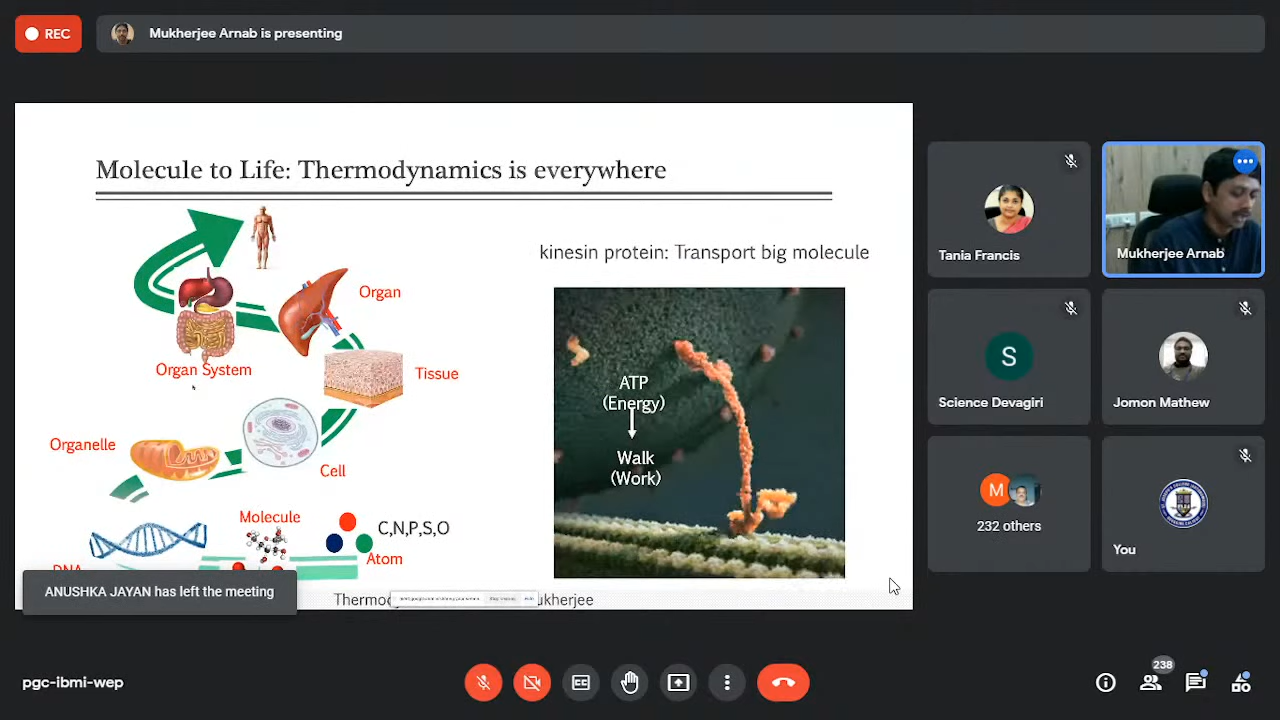 REC
Mukherjee Arnab is presenting
Molecule to Life: Thermodynamics is everywhere
kinesin protein: Transport big molecule
Organ
Organ System
Tissue
Organelle
Cell
Molecule
C,N,P,S,O
Atom
DNA
ATP
(Energy)
Walk
(Work)
ANUSHKA JAYAN has left the meeting
Tania Francis
Mukherjee Arnab
S
Science Devagiri
Jomon Mathew
M
232 others
You
pgc-ibmi-wep
238